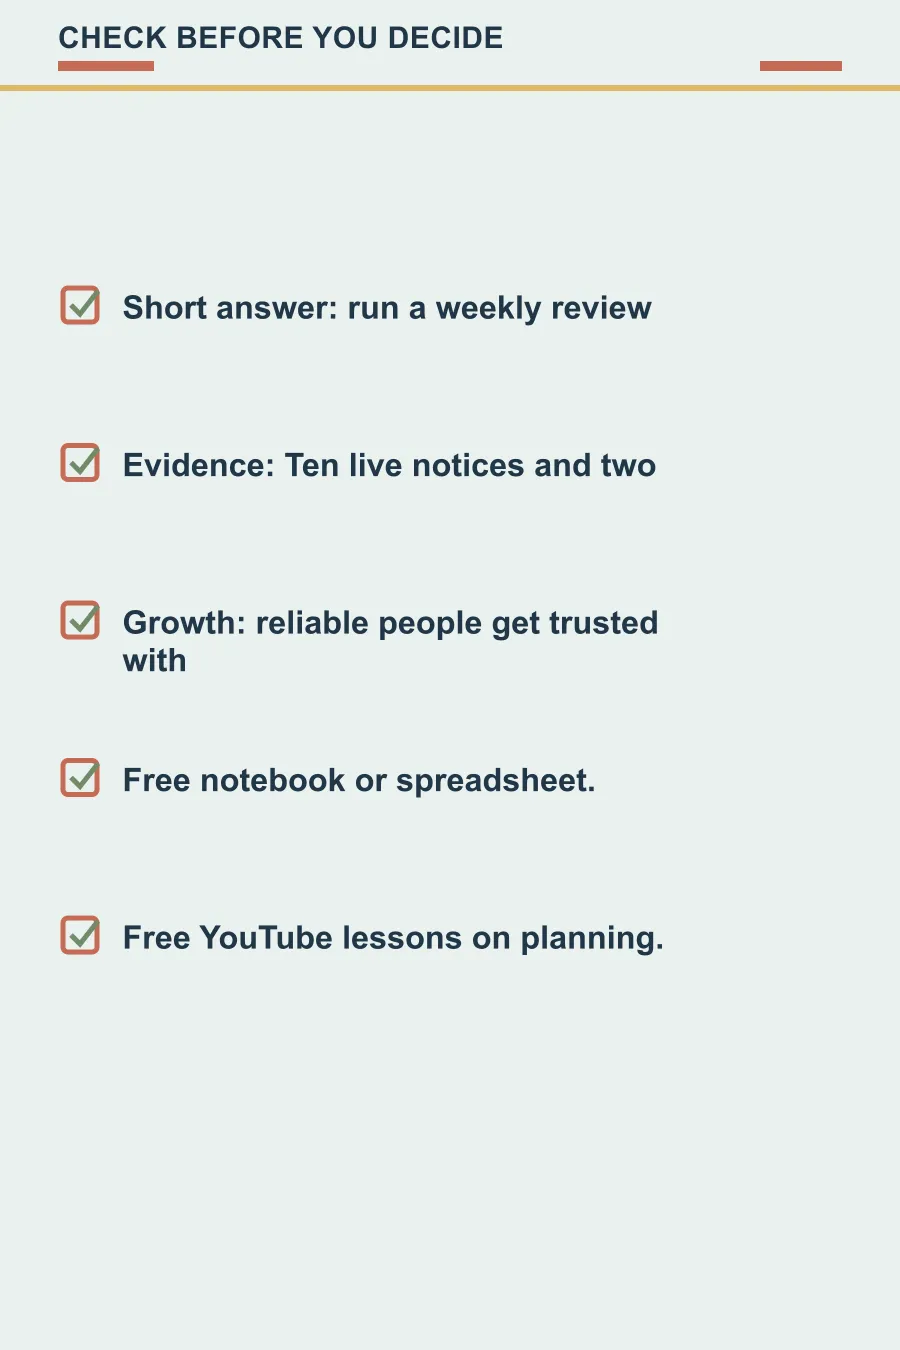 CHECK BEFORE YOU DECIDE
Short answer: run a weekly review
Evidence: Ten live notices and two
Growth: reliable people get trusted
with
Free notebook or spreadsheet.
Free YouTube lessons on planning.